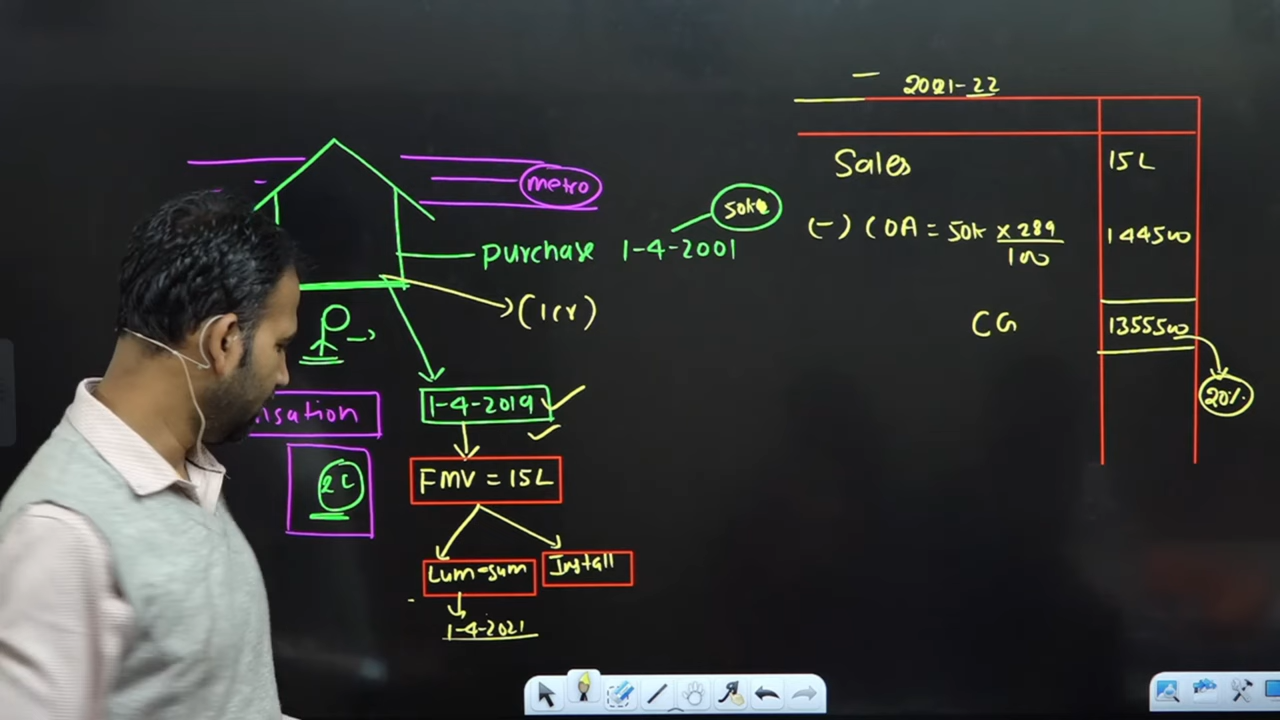 metro
50k
purchase 1-4-2001
(1cr)
1-4-2019
isation
FMV = 15L
2C
Lum-sum
Install
1-4-2021
2021-22
Sales 15L
(-) COA = 50k × 289 144500
100
CG 1355500
20%